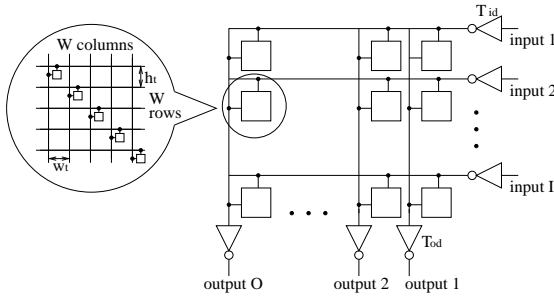 W columns
h_t
W
rows
w_t
T_id
input 1
input 2
input I
T_od
output O
output 2
output 1